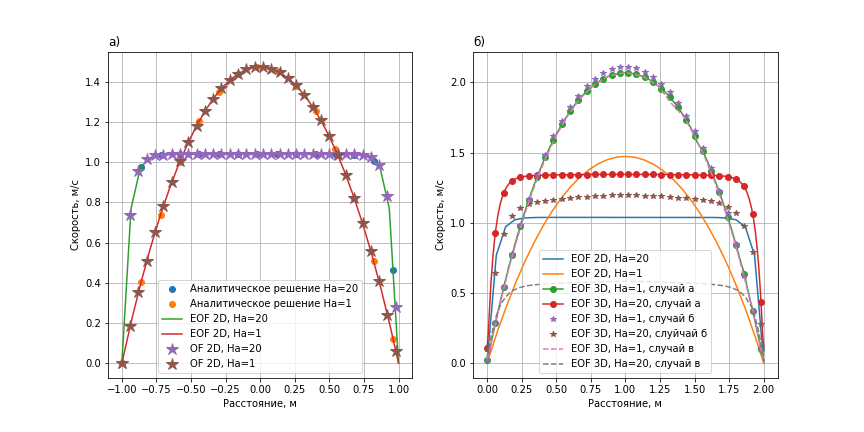 а)
Скорость, м/с
1.4
1.2
1.0
0.8
0.6
0.4
0.2
0.0
Аналитическое решение Ha=20
Аналитическое решение Ha=1
EOF 2D, Ha=20
EOF 2D, Ha=1
OF 2D, Ha=20
OF 2D, Ha=1
−1.00 −0.75 −0.50 −0.25 0.00 0.25 0.50 0.75 1.00
Расстояние, м
б)
Скорость, м/с
2.0
1.5
1.0
0.5
0.0
EOF 2D, Ha=20
EOF 2D, Ha=1
EOF 3D, Ha=1, случай а
EOF 3D, Ha=20, случай а
EOF 3D, Ha=1, случай б
EOF 3D, Ha=20, слуйчай б
EOF 3D, Ha=1, случай в
EOF 3D, Ha=20, случай в
0.00 0.25 0.50 0.75 1.00 1.25 1.50 1.75 2.00
Расстояние, м